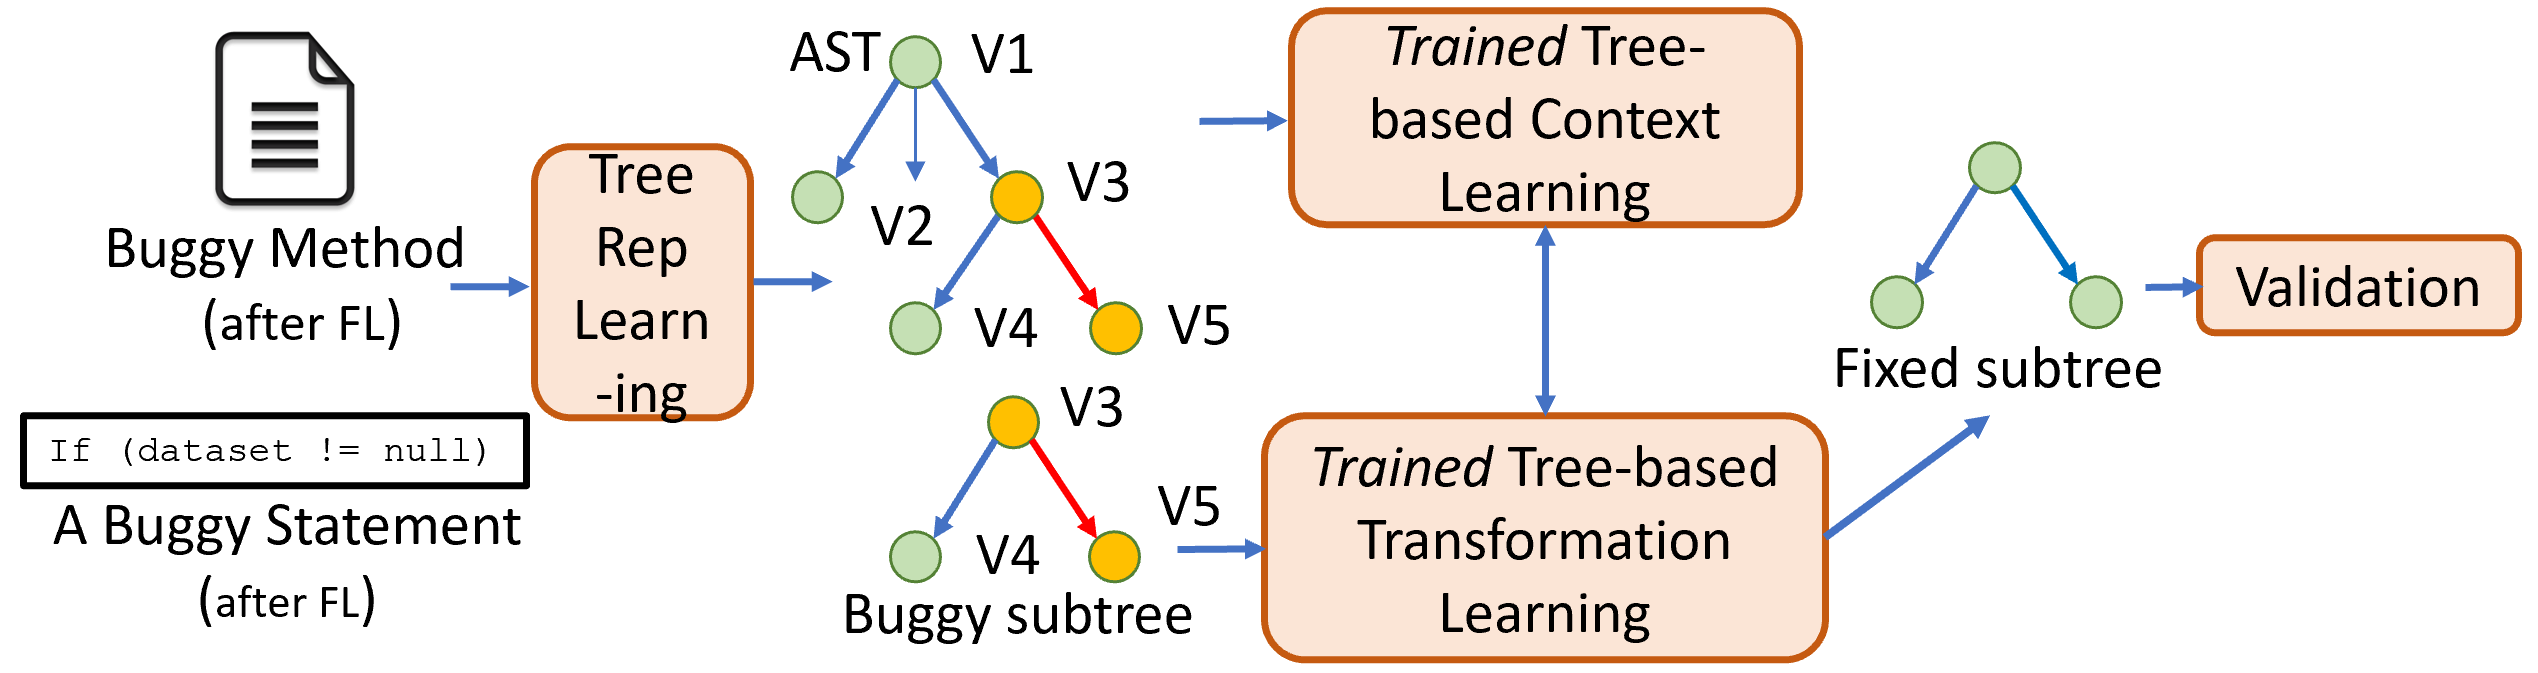 Buggy Method
(after FL)
If (dataset != null)
A Buggy Statement
(after FL)
Tree
Rep
Learn
-ing
AST
V1
V2
V3
V4
V5
V3
V4
V5
Buggy subtree
Trained Tree-
based Context
Learning
Trained Tree-based
Transformation
Learning
Fixed subtree
Validation